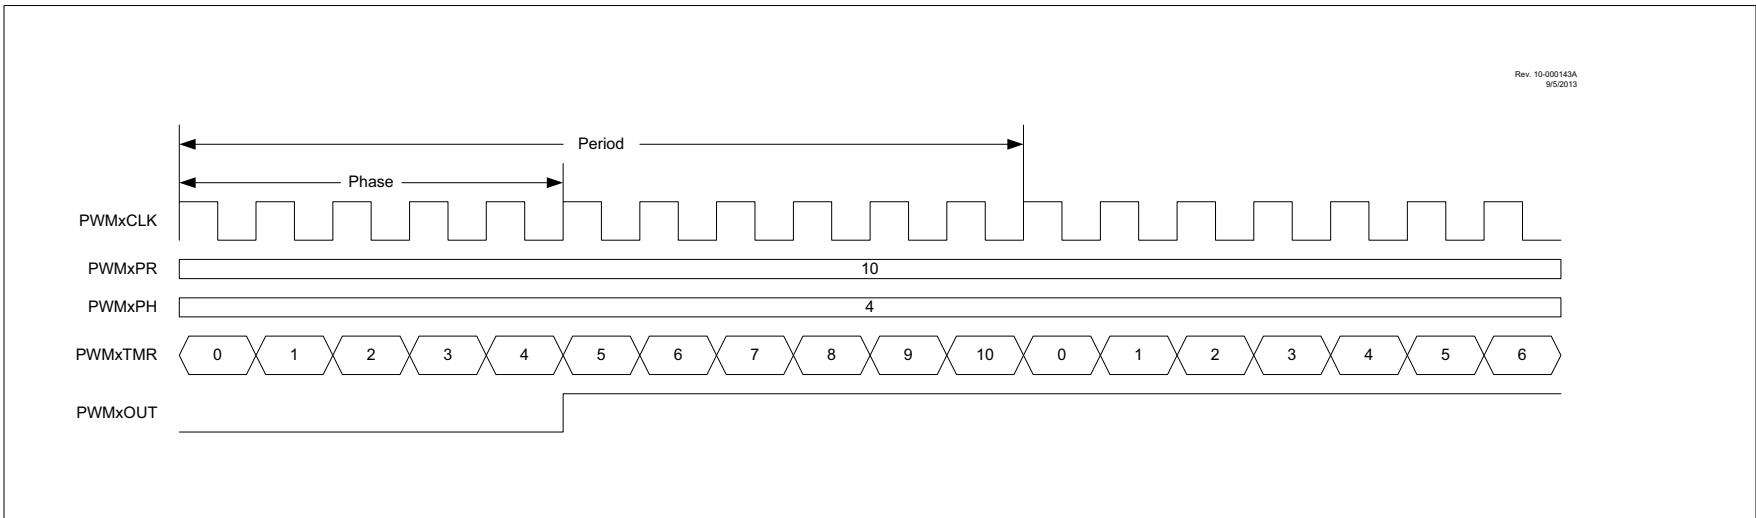 Rev. 10-000143A
9/5/2013
Period
Phase
PWMxCLK
PWMxPR 10
PWMxPH 4
PWMxTMR 0 1 2 3 4 5 6 7 8 9 10 0 1 2 3 4 5 6
PWMxOUT